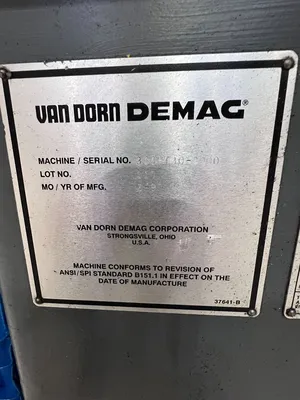 VAN DORN DEMAG®
MACHINE / SERIAL NO.
LOT NO.
MO / YR OF MFG.
VAN DORN DEMAG CORPORATION
STRONGSVILLE, OHIO
U.S.A.
MACHINE CONFORMS TO REVISION OF
ANSI/SPI STANDARD B151.1 IN EFFECT ON THE
DATE OF MANUFACTURE
37641-B